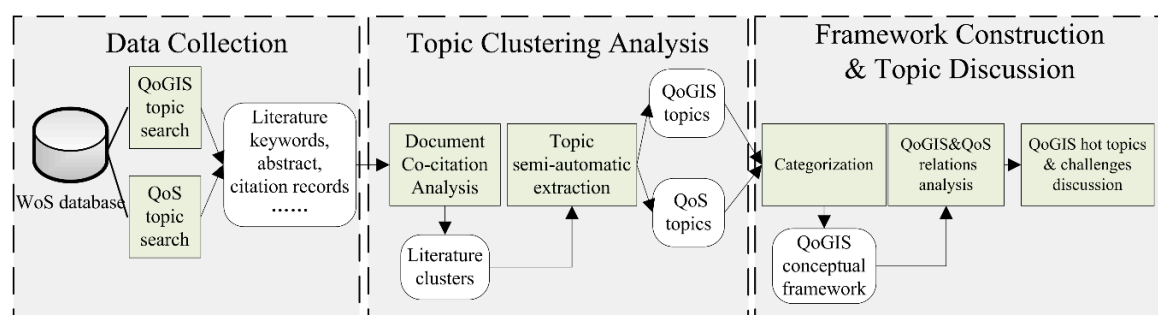 Data Collection
QoGIS
topic
search
WoS database
QoS
topic
search
Literature
keywords,
abstract,
citation records
......
Topic Clustering Analysis
Document
Co-citation
Analysis
Literature
clusters
Topic
semi-automatic
extraction
QoGIS
topics
QoS
topics
Framework Construction
& Topic Discussion
Categorization
QoGIS
conceptual
framework
QoGIS&QoS
relations
analysis
QoGIS hot topics
& challenges
discussion